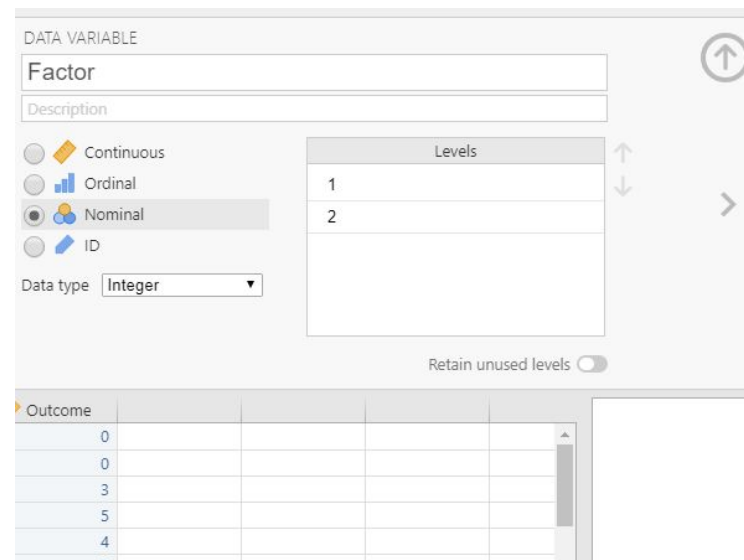 DATA VARIABLE
Factor
Description
Continuous
Ordinal
Nominal
ID
Data type Integer
Levels
1
2
Retain unused levels
Outcome
0
0
3
5
4